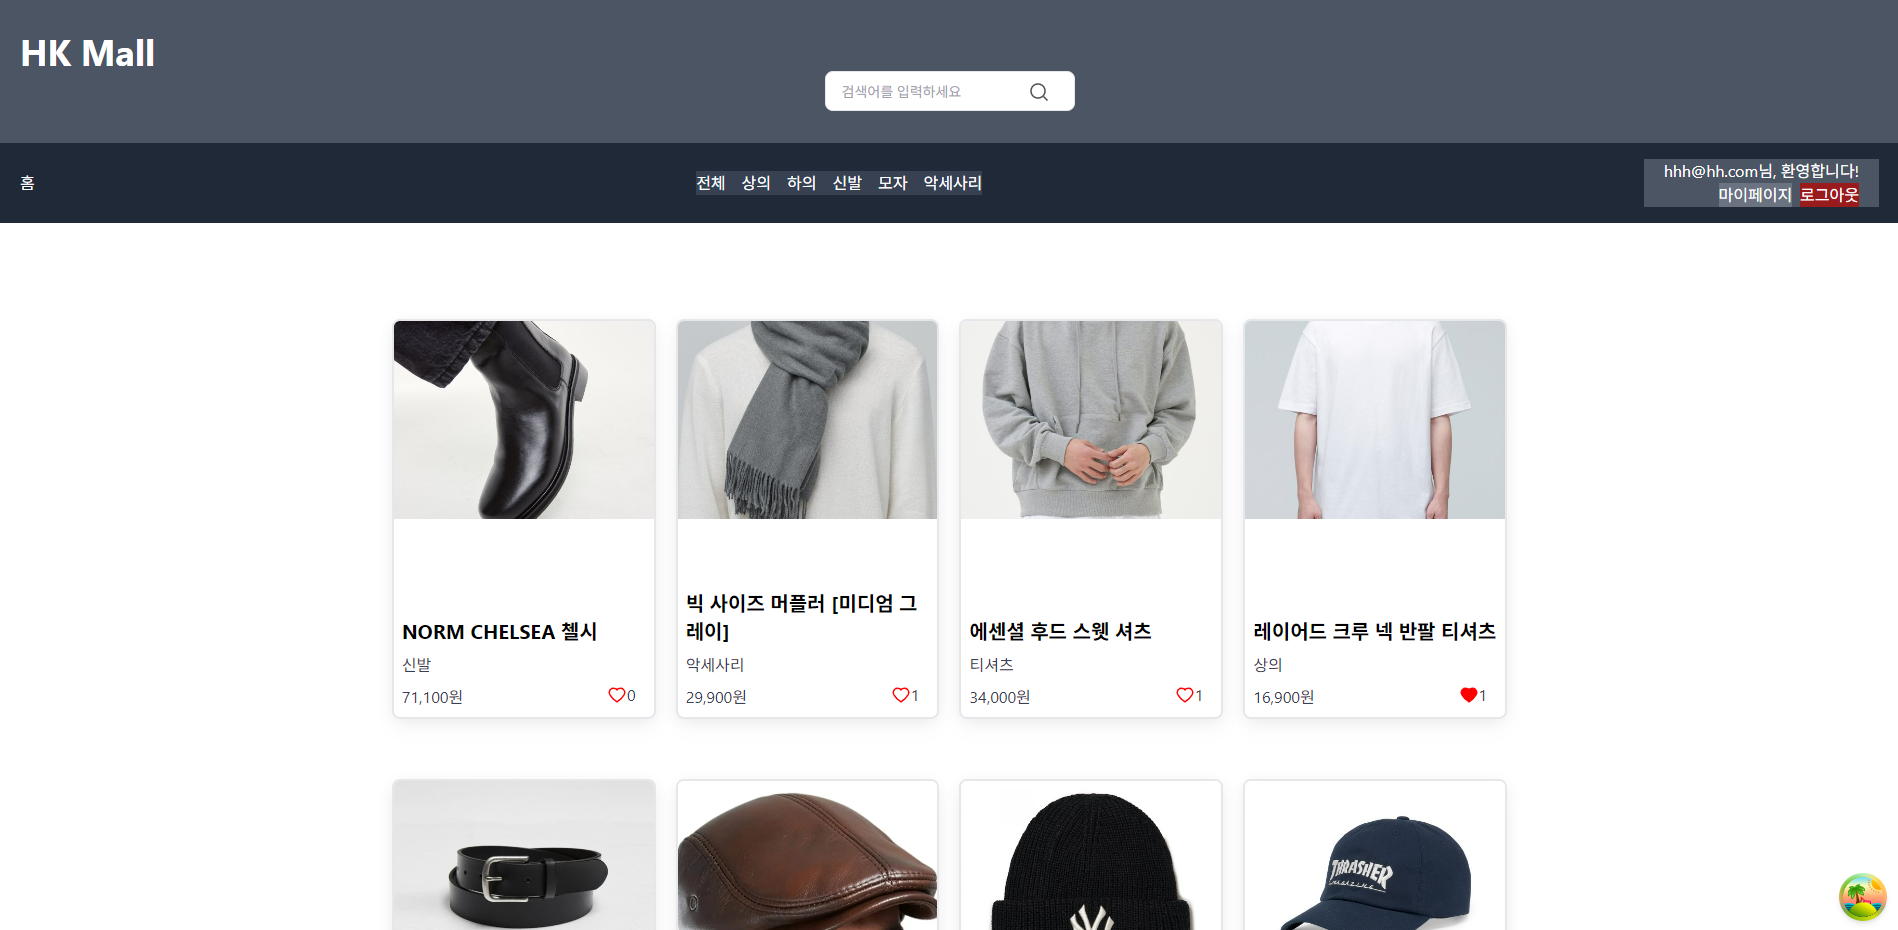 HK Mall
검색어를 입력하세요
홈
전체 상의 하의 신발 모자 악세사리
hhh@hh.com님, 환영합니다!
마이페이지 로그아웃
NORM CHELSEA 첼시
신발
71,100원 0
빅 사이즈 머플러 [미디엄 그
레이]
악세사리
29,900원 1
에센셜 후드 스웻 셔츠
티셔츠
34,000원 1
레이어드 크루 넥 반팔 티셔츠
상의
16,900원 1
NY
THRASHER
MAGAZINE